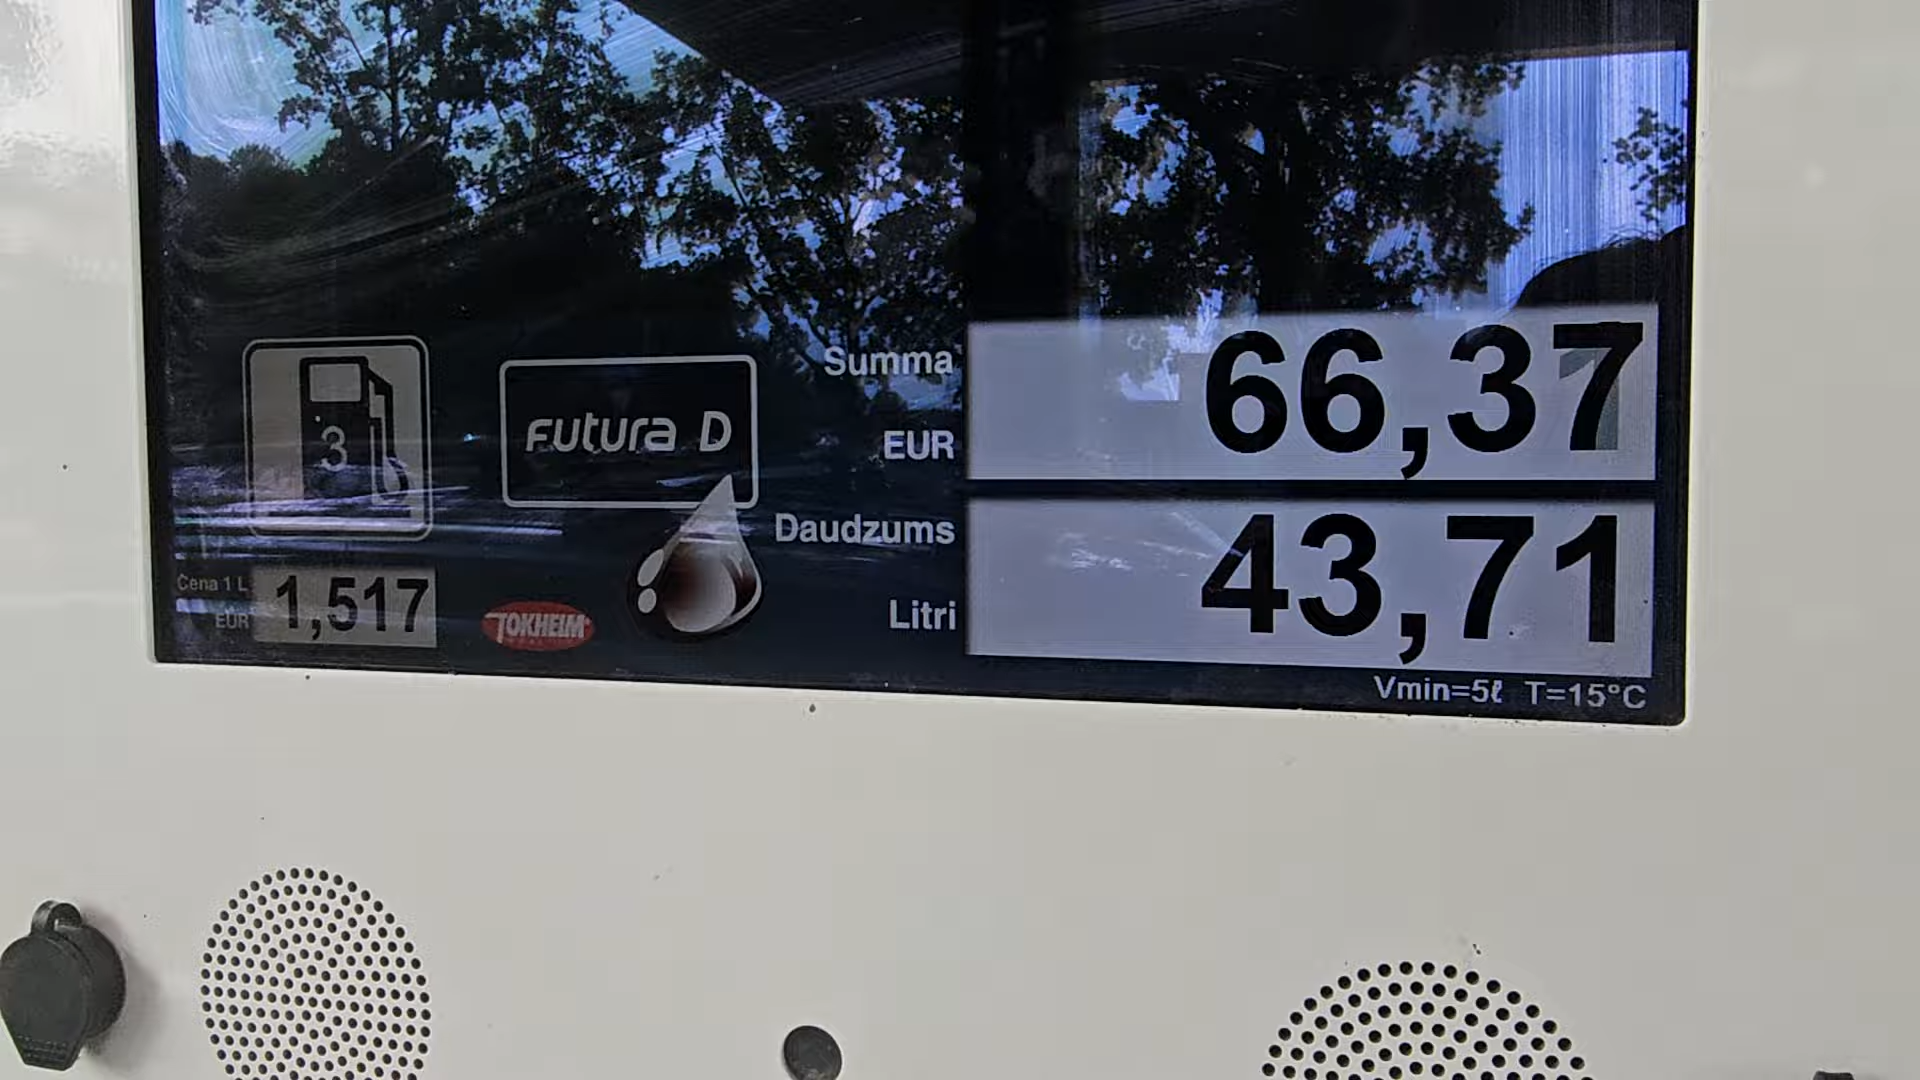 Summa
EUR
66,37
3
Futura D
Daudzums
Litri
43,71
Cena 1 L
EUR
1,517
TOKHEIM
Vmin=5ℓ T=15°C